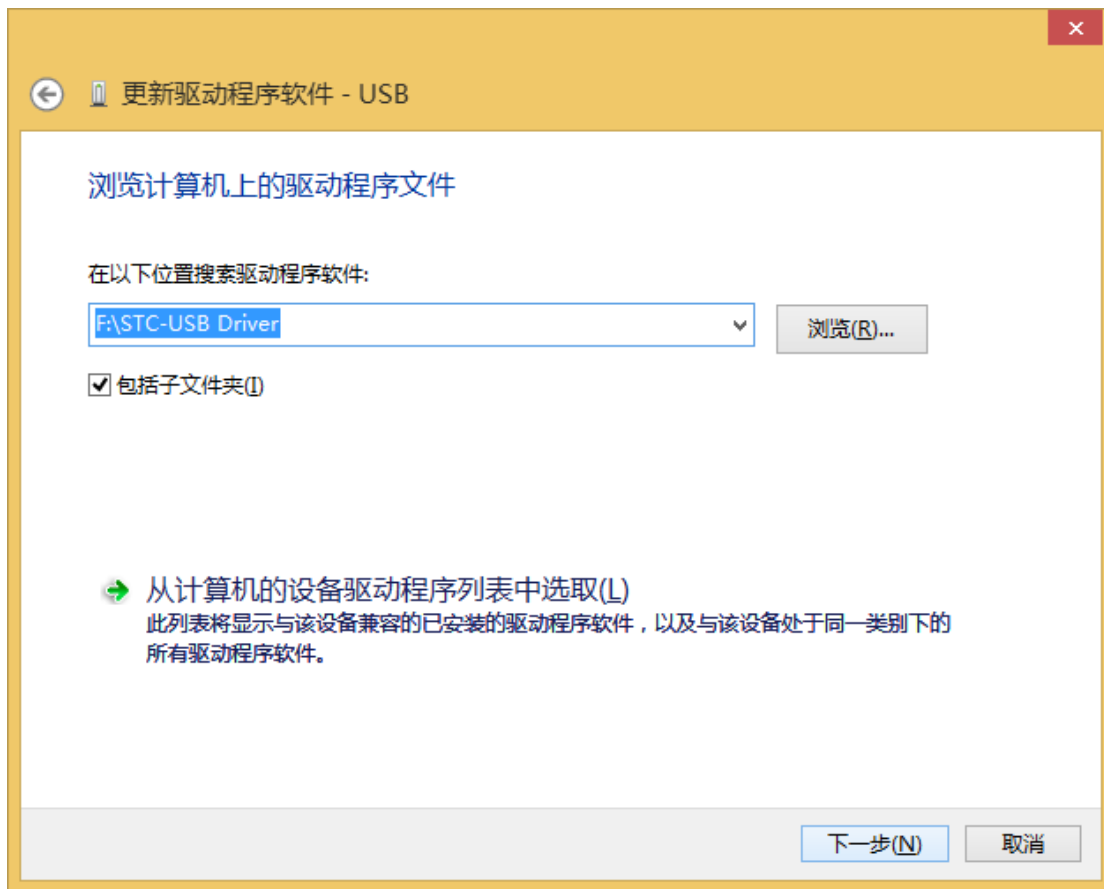 更新驱动程序软件 - USB
浏览计算机上的驱动程序文件
在以下位置搜索驱动程序软件:
F:\STC-USB Driver
浏览(R)...
包括子文件夹(I)
从计算机的设备驱动程序列表中选取(L)
此列表将显示与该设备兼容的已安装的驱动程序软件，以及与该设备处于同一类别下的
所有驱动程序软件。
下一步(N)
取消